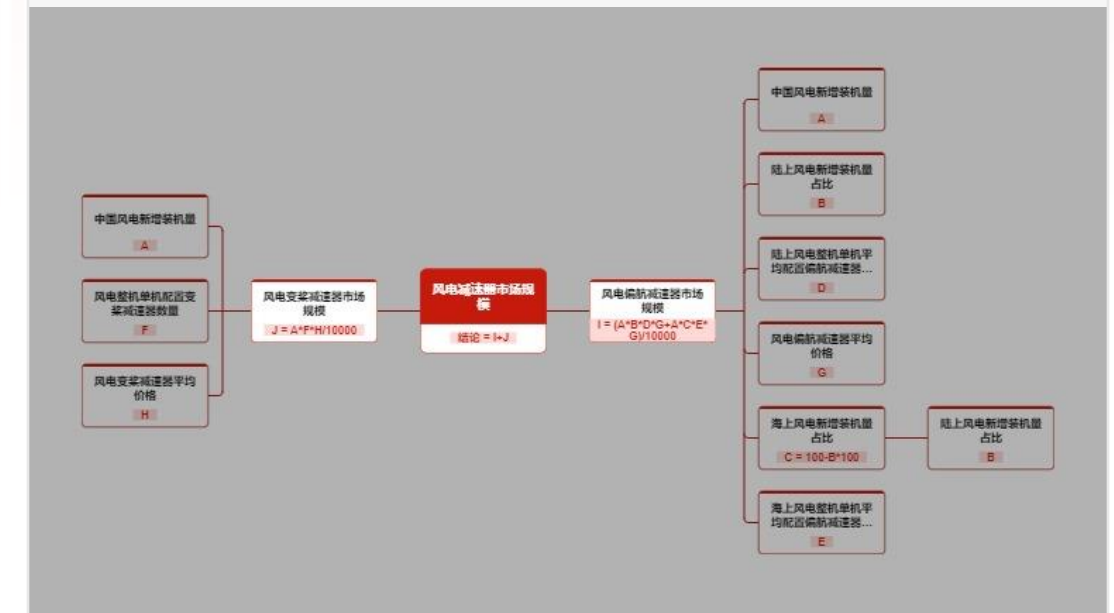 中国风电新增装机量
A
风电整机单机配置变
桨减速器数量
F
风电变桨减速器平均
价格
H
风电变桨减速器市场
规模
J = A*F*H/10000
风电减速器市场规
模
结论 = I+J
风电偏航减速器市场
规模
I = (A*B*D*G+A*C*E*
G)/10000
中国风电新增装机量
A
陆上风电新增装机量
占比
B
陆上风电整机单机平
均配置偏航减速器...
D
风电偏航减速器平均
价格
G
海上风电新增装机量
占比
C = 100-B*100
陆上风电新增装机量
占比
B
海上风电整机单机平
均配置偏航减速器...
E